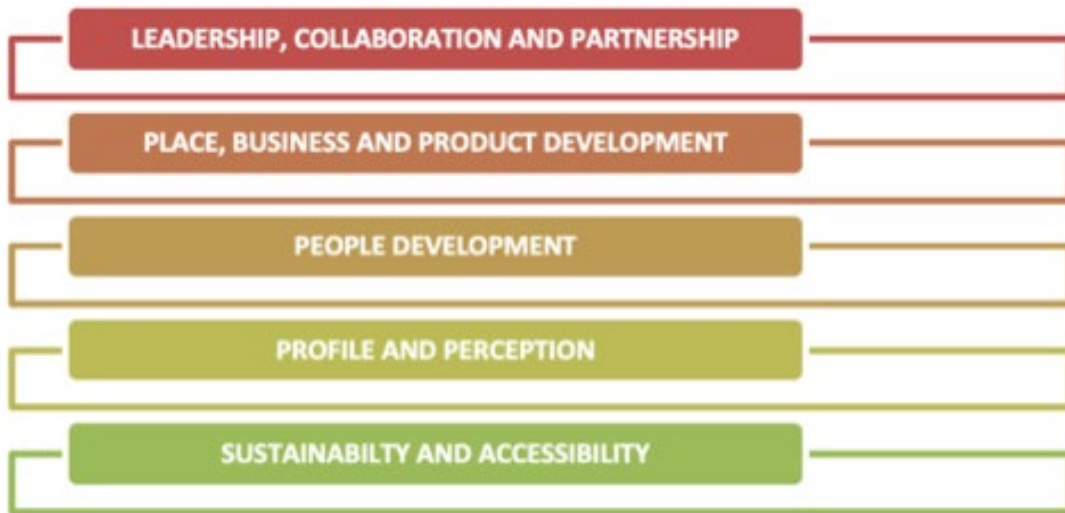 LEADERSHIP, COLLABORATION AND PARTNERSHIP
PLACE, BUSINESS AND PRODUCT DEVELOPMENT
PEOPLE DEVELOPMENT
PROFILE AND PERCEPTION
SUSTAINABILTY AND ACCESSIBILITY